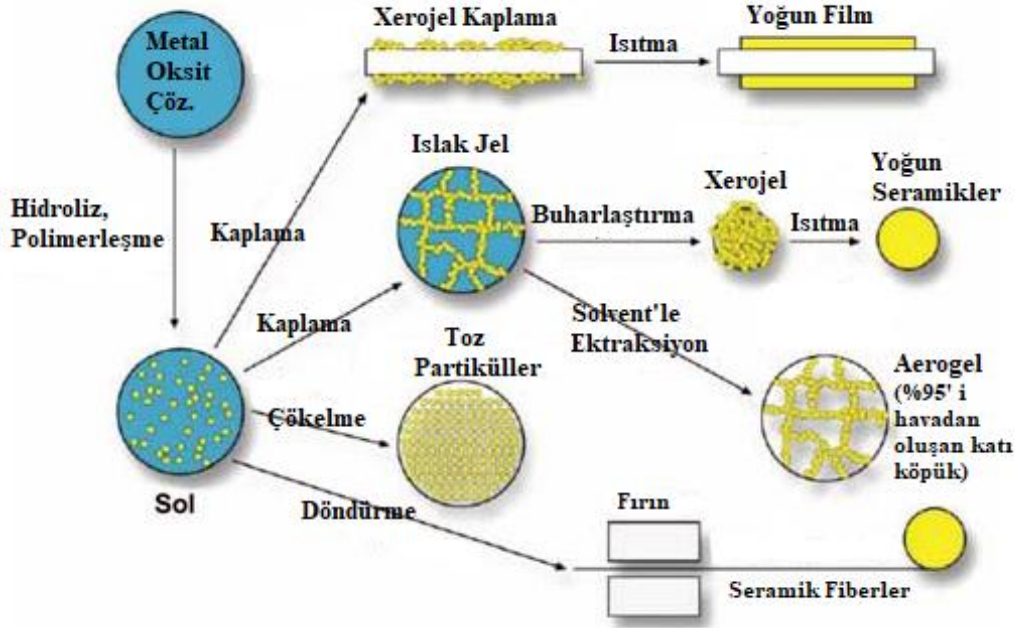 Xerojel Kaplama
Yoğun Film
Metal
Oksit
Çöz.
Isıtma
Islak Jel
Hidroliz,
Polimerleşme
Kaplama
Buharlaştırma
Xerojel
Isıtma
Yoğun
Seramikler
Kaplama
Solvent'le
Ektraksiyon
Toz
Partiküller
Aerogel
(%95' i
havadan
oluşan katı
köpük)
Çökelme
Sol
Döndürme
Fırın
Seramik Fiberler